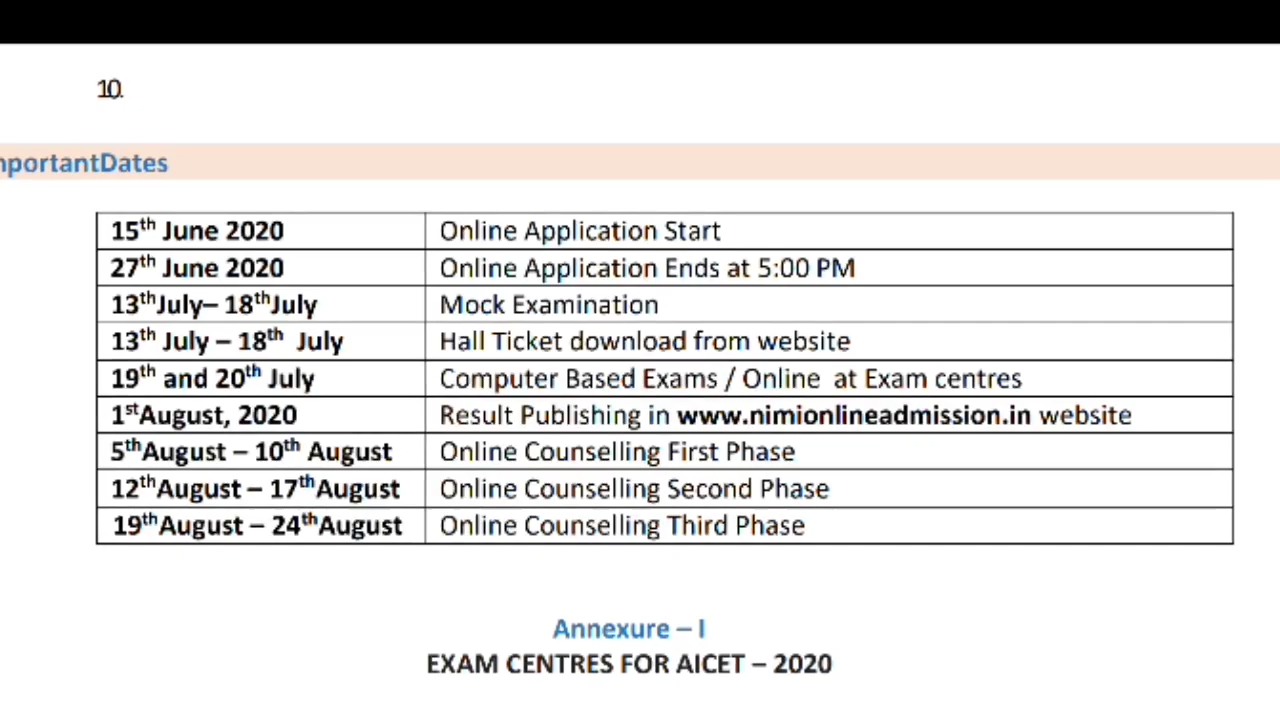 10.
mportantDates
15th June 2020 Online Application Start
27th June 2020 Online Application Ends at 5:00 PM
13thJuly– 18thJuly Mock Examination
13th July – 18th July Hall Ticket download from website
19th and 20th July Computer Based Exams / Online at Exam centres
1stAugust, 2020 Result Publishing in www.nimionlineadmission.in website
5thAugust – 10th August Online Counselling First Phase
12thAugust – 17thAugust Online Counselling Second Phase
19thAugust – 24thAugust Online Counselling Third Phase
Annexure – I
EXAM CENTRES FOR AICET – 2020